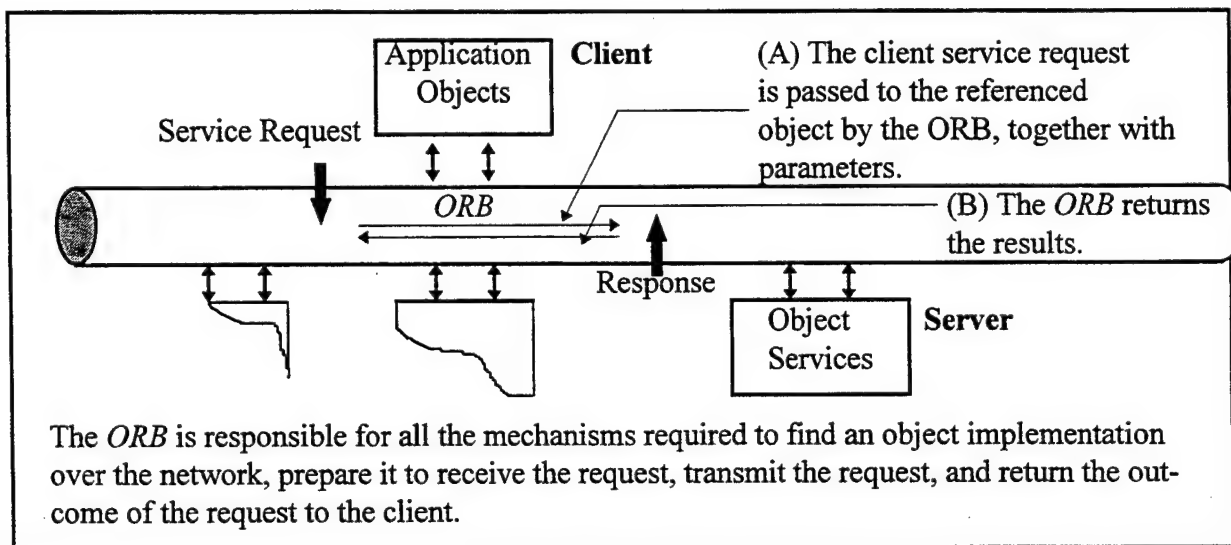 Application
Objects
Client
(A) The client service request
is passed to the referenced
object by the ORB, together with
parameters.
Service Request
ORB
(B) The ORB returns
the results.
Response
Object
Services
Server
The ORB is responsible for all the mechanisms required to find an object implementation
over the network, prepare it to receive the request, transmit the request, and return the out-
come of the request to the client.